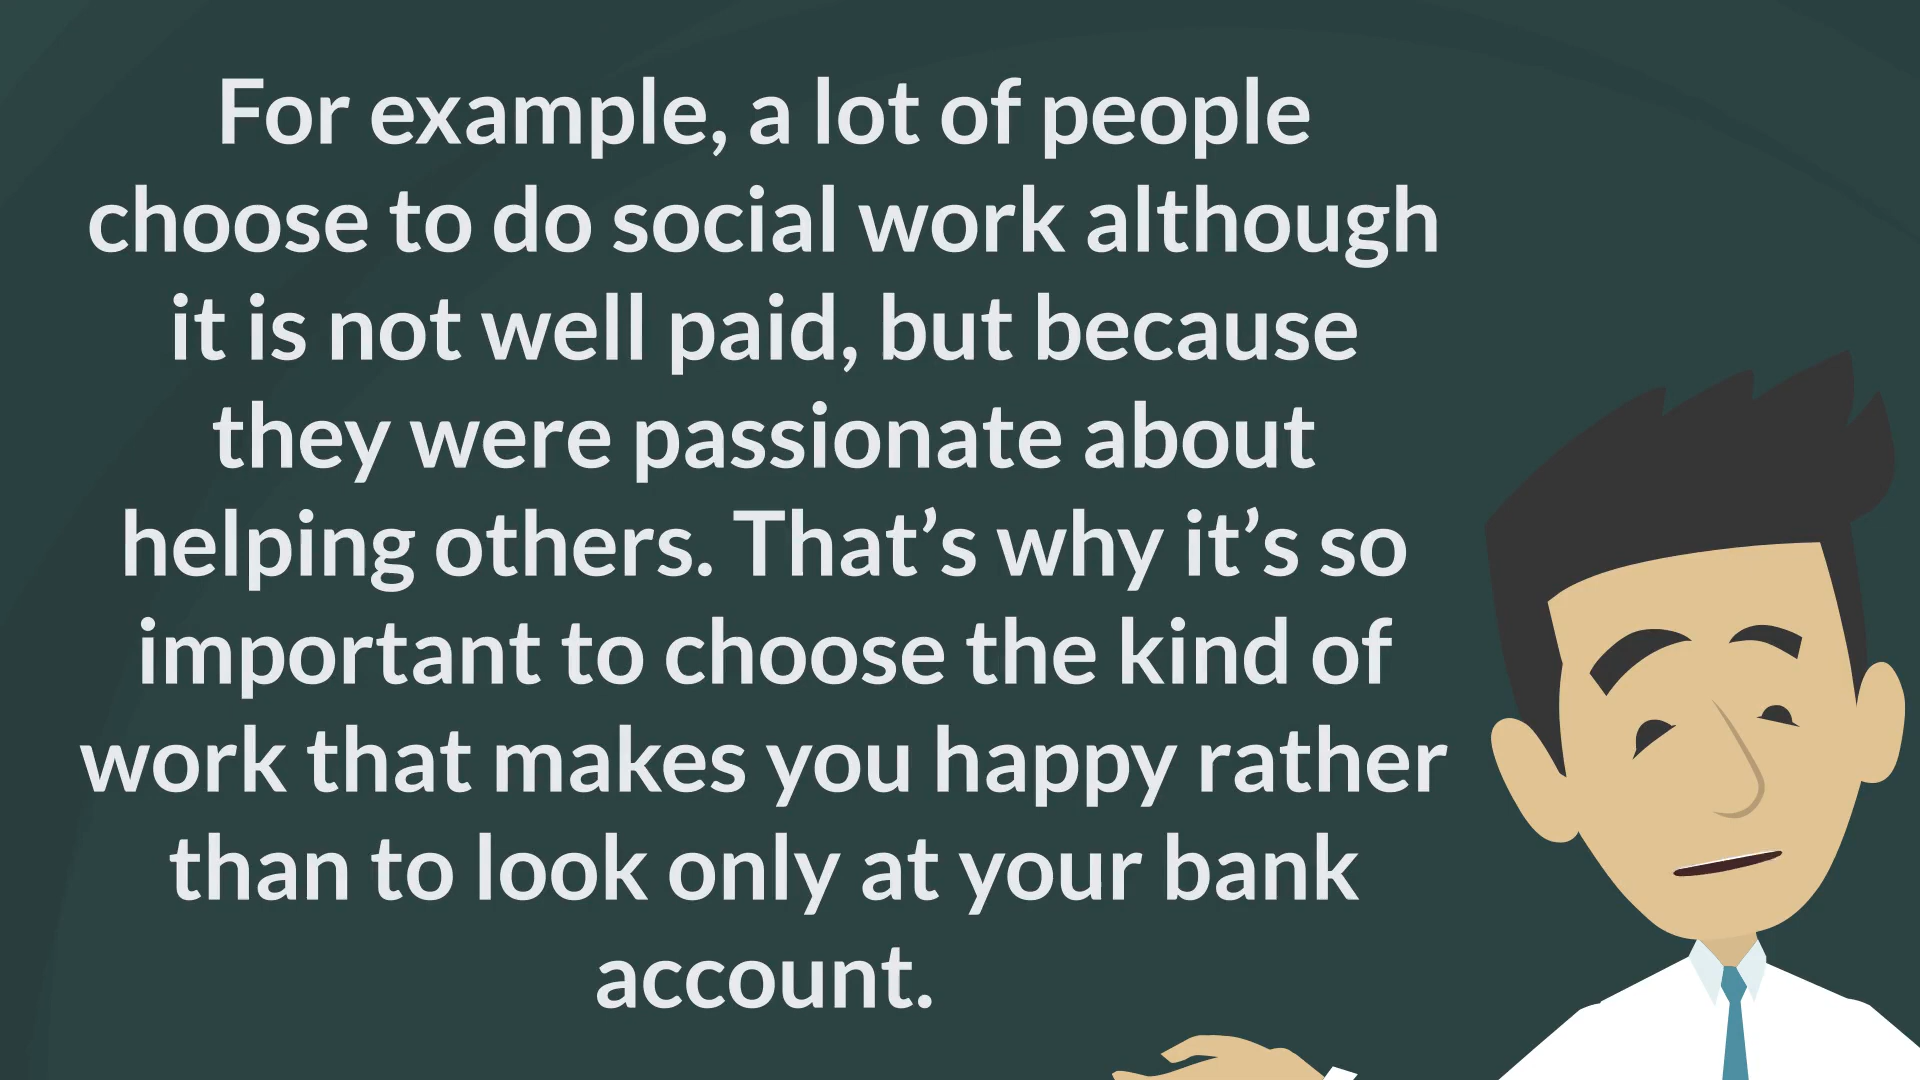 For example, a lot of people
choose to do social work although
it is not well paid, but because
they were passionate about
helping others. That’s why it’s so
important to choose the kind of
work that makes you happy rather
than to look only at your bank
account.